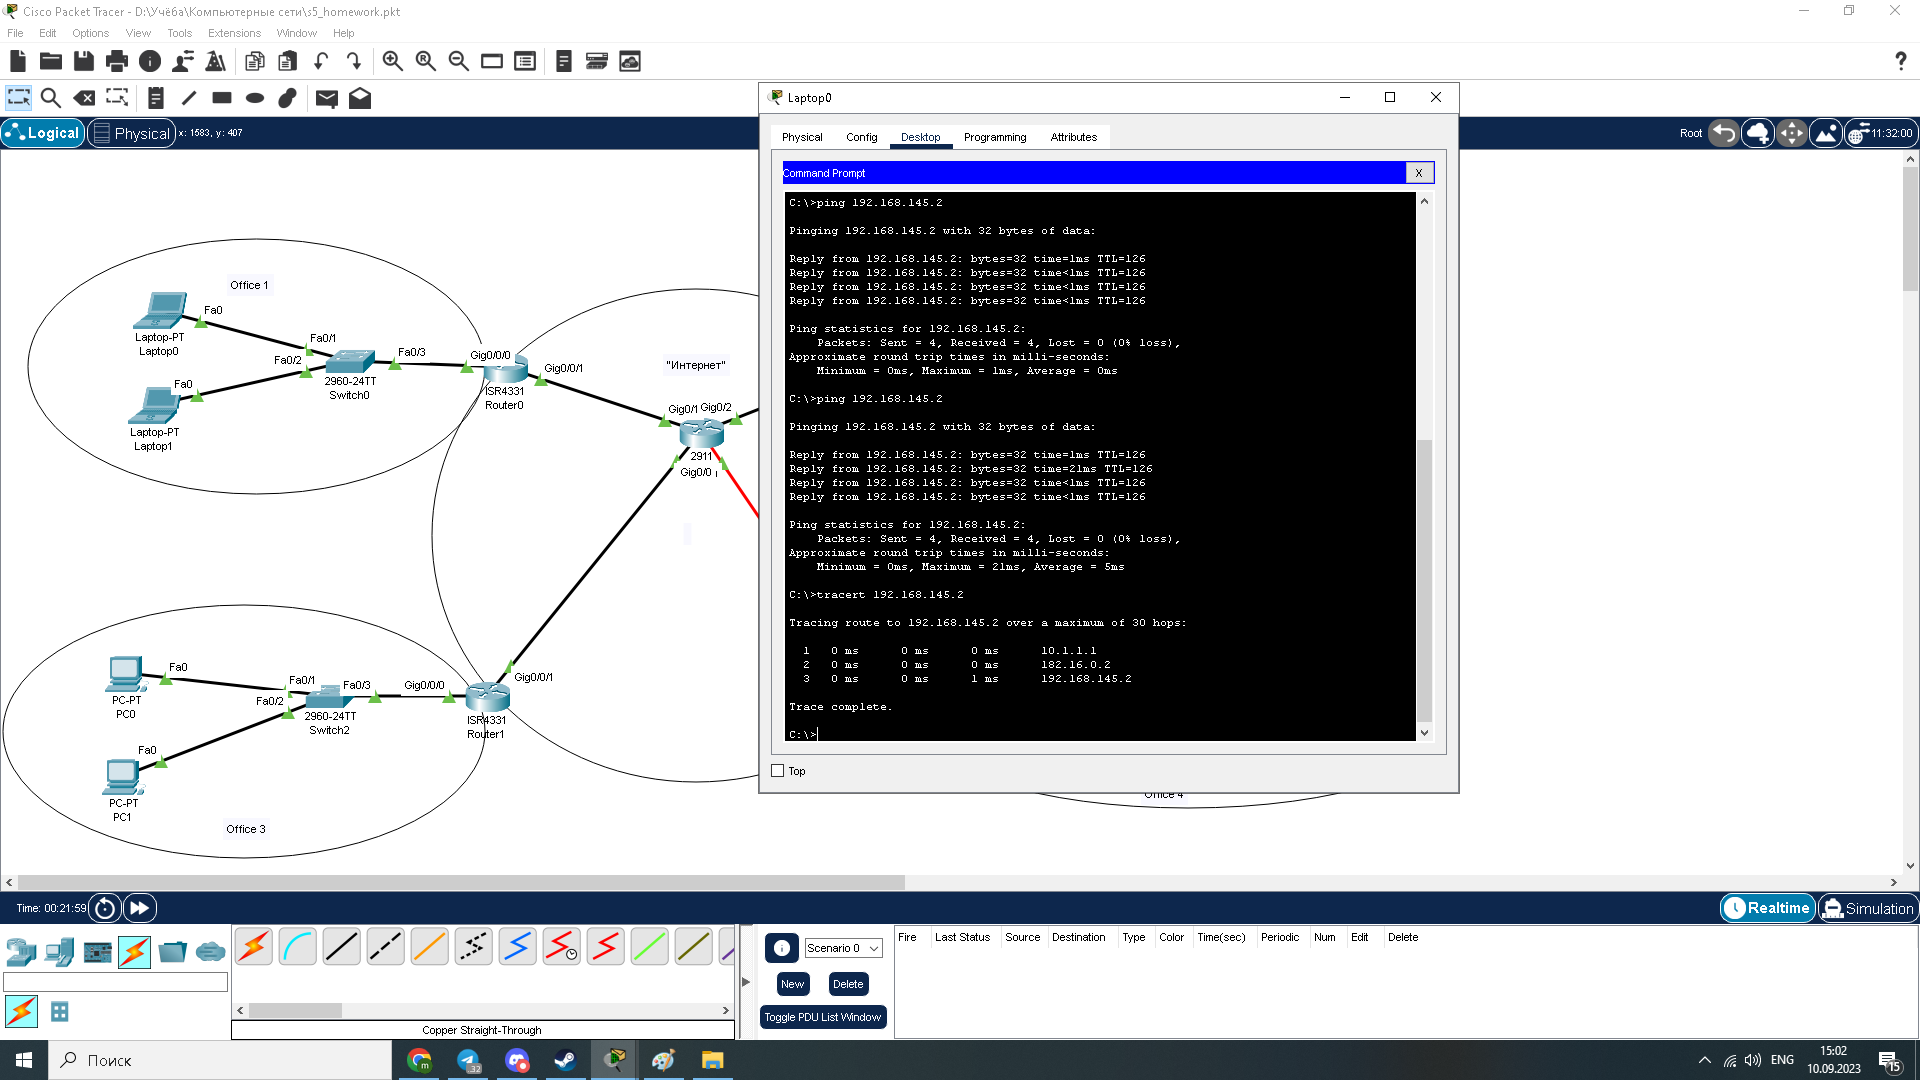 Cisco Packet Tracer - D:\Учёба\Компьютерные сети\s5_homework.pkt
File Edit Options View Tools Extensions Window Help
Logical
Physical
x: 1583, y: 407
Root
11:32:00
Office 1
Fa0
Laptop-PT
Laptop0
Fa0/1
Fa0/2
Fa0/3
2960-24TT
Switch0
Fa0
Laptop-PT
Laptop1
Gig0/0/0
Gig0/0/1
ISR4331
Router0
"Интернет"
Gig0/1
Gig0/2
2911
Gig0/0
Fa0
PC-PT
PC0
Fa0/1
Fa0/2
Fa0/3
2960-24TT
Switch2
Fa0
PC-PT
PC1
Gig0/0/0
Gig0/0/1
ISR4331
Router1
Office 3
Office 4
Laptop0
Physical Config Desktop Programming Attributes
Command Prompt
X
C:\>ping 192.168.145.2
Pinging 192.168.145.2 with 32 bytes of data:
Reply from 192.168.145.2: bytes=32 time=1ms TTL=126
Reply from 192.168.145.2: bytes=32 time<1ms TTL=126
Reply from 192.168.145.2: bytes=32 time<1ms TTL=126
Reply from 192.168.145.2: bytes=32 time<1ms TTL=126
Ping statistics for 192.168.145.2:
Packets: Sent = 4, Received = 4, Lost = 0 (0% loss),
Approximate round trip times in milli-seconds:
Minimum = 0ms, Maximum = 1ms, Average = 0ms
C:\>ping 192.168.145.2
Pinging 192.168.145.2 with 32 bytes of data:
Reply from 192.168.145.2: bytes=32 time=1ms TTL=126
Reply from 192.168.145.2: bytes=32 time=21ms TTL=126
Reply from 192.168.145.2: bytes=32 time<1ms TTL=126
Reply from 192.168.145.2: bytes=32 time<1ms TTL=126
Ping statistics for 192.168.145.2:
Packets: Sent = 4, Received = 4, Lost = 0 (0% loss),
Approximate round trip times in milli-seconds:
Minimum = 0ms, Maximum = 21ms, Average = 5ms
C:\>tracert 192.168.145.2
Tracing route to 192.168.145.2 over a maximum of 30 hops:
1 0 ms 0 ms 0 ms 10.1.1.1
2 0 ms 0 ms 0 ms 182.16.0.2
3 0 ms 0 ms 1 ms 192.168.145.2
Trace complete.
C:\>
Top
Time: 00:21:59
Realtime
Simulation
Copper Straight-Through
Scenario 0
New
Delete
Toggle PDU List Window
Fire Last Status Source Destination Type Color Time(sec) Periodic Num Edit Delete
Поиск
32
ENG
15:02
10.09.2023
15